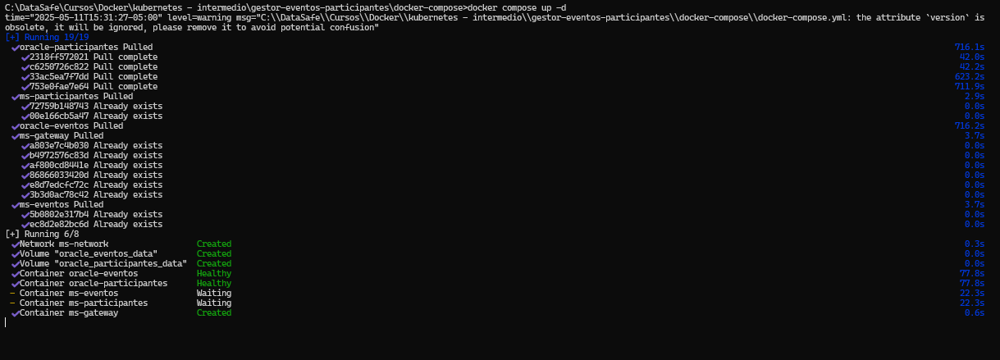 C:\DataSafe\Cursos\Docker\kubernetes - intermedio\gestor-eventos-participantes\docker-compose>docker compose up -d
time="2025-05-11T15:31:27-05:00" level=warning msg="C:\\DataSafe\\Cursos\\Docker\\kubernetes - intermedio\\gestor-eventos-participantes\\docker-compose\\docker-compose.yml: the attribute `version` is
obsolete, it will be ignored, please remove it to avoid potential confusion"
[+] Running 19/19
✔oracle-participantes Pulled 716.1s
✔2318ff572021 Pull complete 42.0s
✔c6250726c822 Pull complete 42.2s
✔33ac5ea7f7dd Pull complete 623.2s
✔753e0fae7e64 Pull complete 711.9s
✔ms-participantes Pulled 2.9s
✔72759b148743 Already exists 0.0s
✔00e166cb5a47 Already exists 0.0s
✔oracle-eventos Pulled 716.2s
✔ms-gateway Pulled 3.7s
✔a803e7c4b030 Already exists 0.0s
✔b4972576c83d Already exists 0.0s
✔af800cd8441e Already exists 0.0s
✔86866033420d Already exists 0.0s
✔e8d7edcfc72c Already exists 0.0s
✔3b3d0ac78c42 Already exists 0.0s
✔ms-eventos Pulled 3.7s
✔5b0802e317b4 Already exists 0.0s
✔ec8d2e82bc6d Already exists 0.0s
[+] Running 6/8
✔Network ms-network Created 0.3s
✔Volume "oracle_eventos_data" Created 0.0s
✔Volume "oracle_participantes_data" Created 0.0s
✔Container oracle-eventos Healthy 77.8s
✔Container oracle-participantes Healthy 77.8s
- Container ms-eventos Waiting 22.3s
- Container ms-participantes Waiting 22.3s
✔Container ms-gateway Created 0.6s